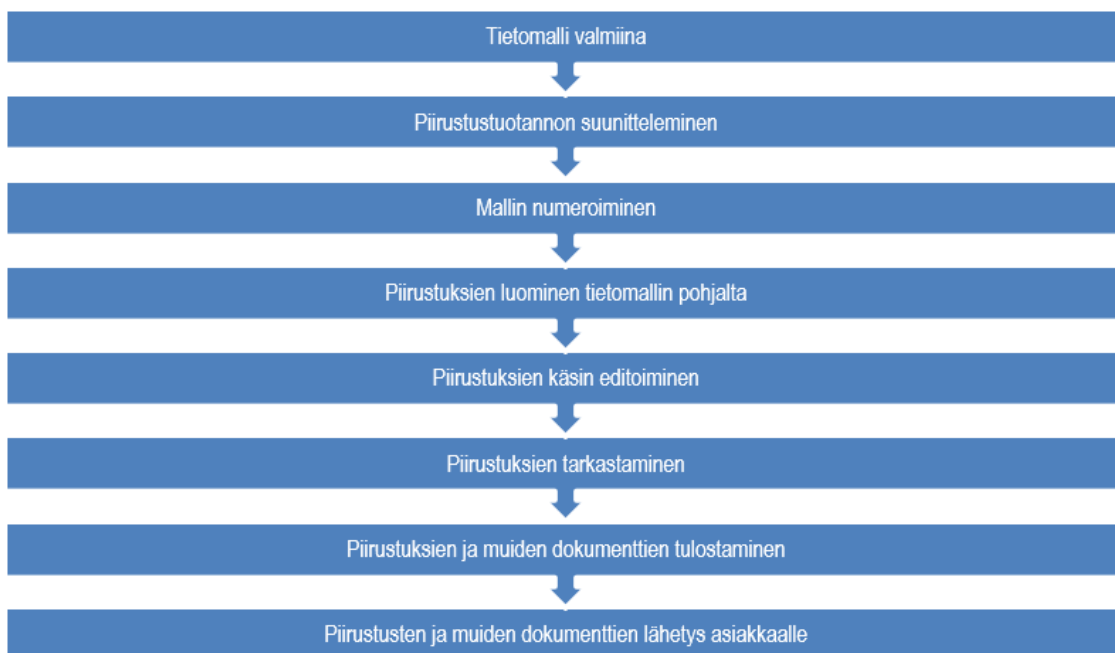 Tietomalli valmiina
Piirustustuotannon suunnitteleminen
Mallin numeroiminen
Piirustuksien luominen tietomallin pohjalta
Piirustuksien käsin editoiminen
Piirustuksien tarkastaminen
Piirustuksien ja muiden dokumenttien tulostaminen
Piirustusten ja muiden dokumenttien lähetys asiakkaalle